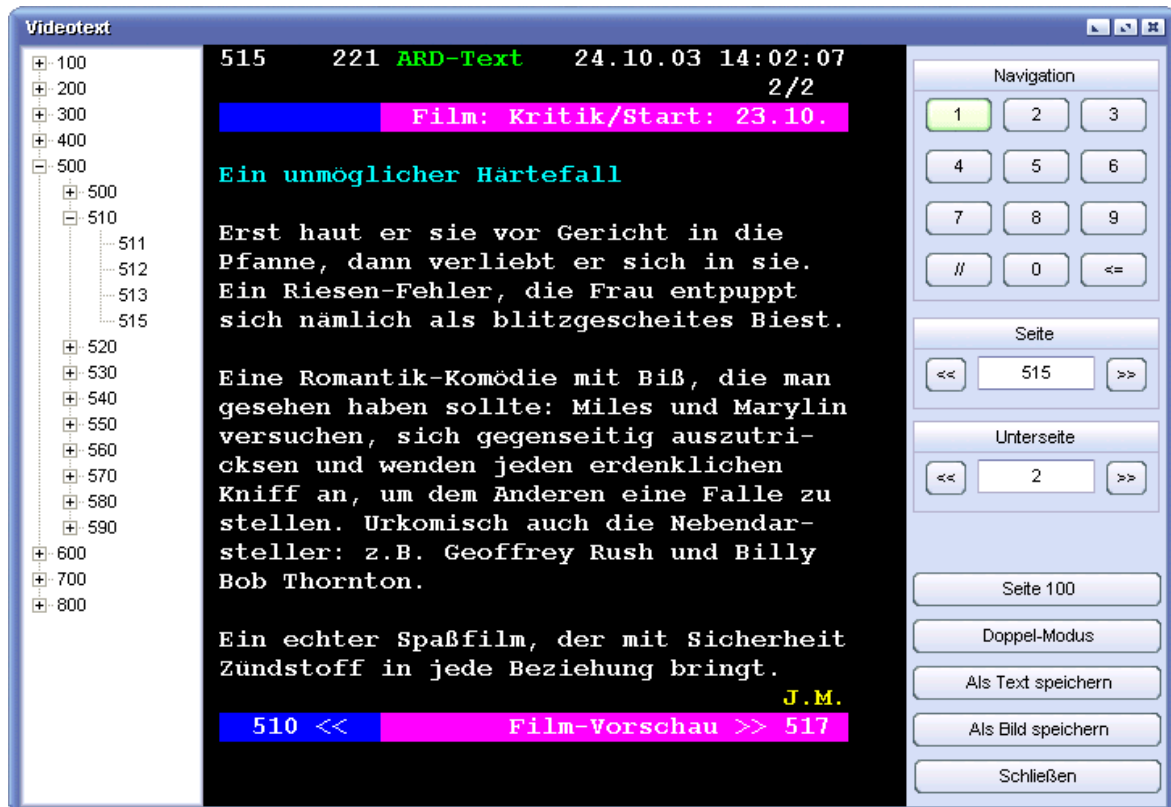 Videotext
100
200
300
400
500
500
510
511
512
513
515
520
530
540
550
560
570
580
590
600
700
800
515 221 ARD-Text 24.10.03 14:02:07
2/2
Film: Kritik/Start: 23.10.
Ein unmöglicher Härtefall
Erst haut er sie vor Gericht in die
Pfanne, dann verliebt er sich in sie.
Ein Riesen-Fehler, die Frau entpuppt
sich nämlich als blitzgescheites Biest.
Eine Romantik-Komödie mit Biß, die man
gesehen haben sollte: Miles und Marylin
versuchen, sich gegenseitig auszutri-
cksen und wenden jeden erdenklichen
Kniff an, um dem Anderen eine Falle zu
stellen. Urkomisch auch die Nebendar-
steller: z.B. Geoffrey Rush und Billy
Bob Thornton.
Ein echter Spaßfilm, der mit Sicherheit
Zündstoff in jede Beziehung bringt.
J.M.
510 << Film-Vorschau >> 517
Navigation
1 2 3
4 5 6
7 8 9
// 0 <=
Seite
<< 515 >>
Unterseite
<< 2 >>
Seite 100
Doppel-Modus
Als Text speichern
Als Bild speichern
Schließen